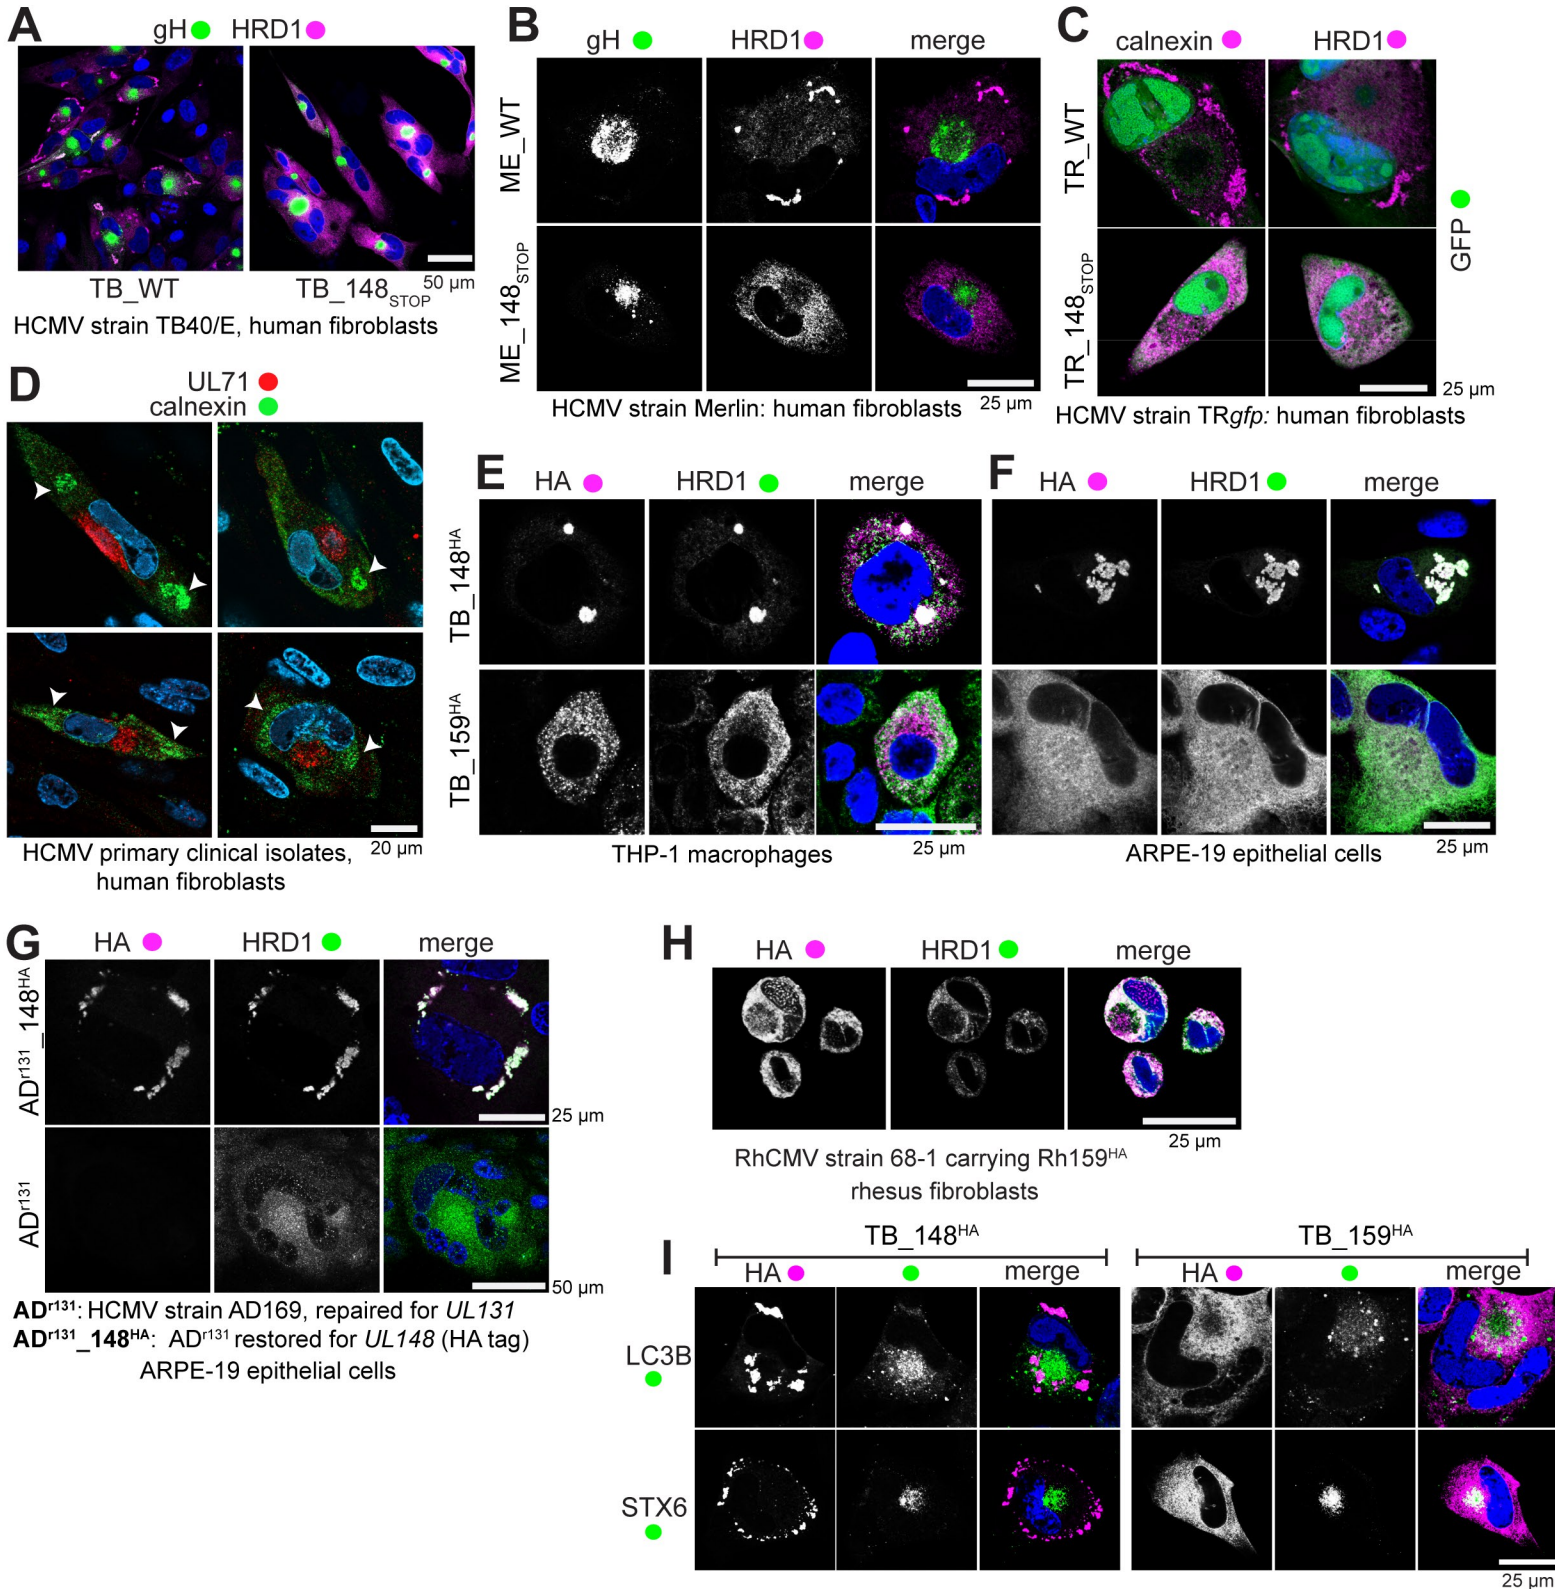 A
gH HRD1
TB_WT TB_148STOP 50 µm
HCMV strain TB40/E, human fibroblasts
B
gH HRD1 merge
ME_WT
ME_148STOP
HCMV strain Merlin: human fibroblasts 25 µm
C
calnexin HRD1
TR_WT
TR_148STOP
GFP
25 µm
HCMV strain TRgfp: human fibroblasts
D
UL71
calnexin
HCMV primary clinical isolates, 20 µm
human fibroblasts
E
HA HRD1 merge
TB_148HA
TB_159HA
THP-1 macrophages 25 µm
F
HA HRD1 merge
ARPE-19 epithelial cells 25 µm
G
HA HRD1 merge
ADr131_148HA
25 µm
ADr131
50 µm
ADr131: HCMV strain AD169, repaired for UL131
ADr131_148HA: ADr131 restored for UL148 (HA tag)
ARPE-19 epithelial cells
H
HA HRD1 merge
25 µm
RhCMV strain 68-1 carrying Rh159HA
rhesus fibroblasts
I
TB_148HA TB_159HA
HA merge HA merge
LC3B
STX6
25 µm